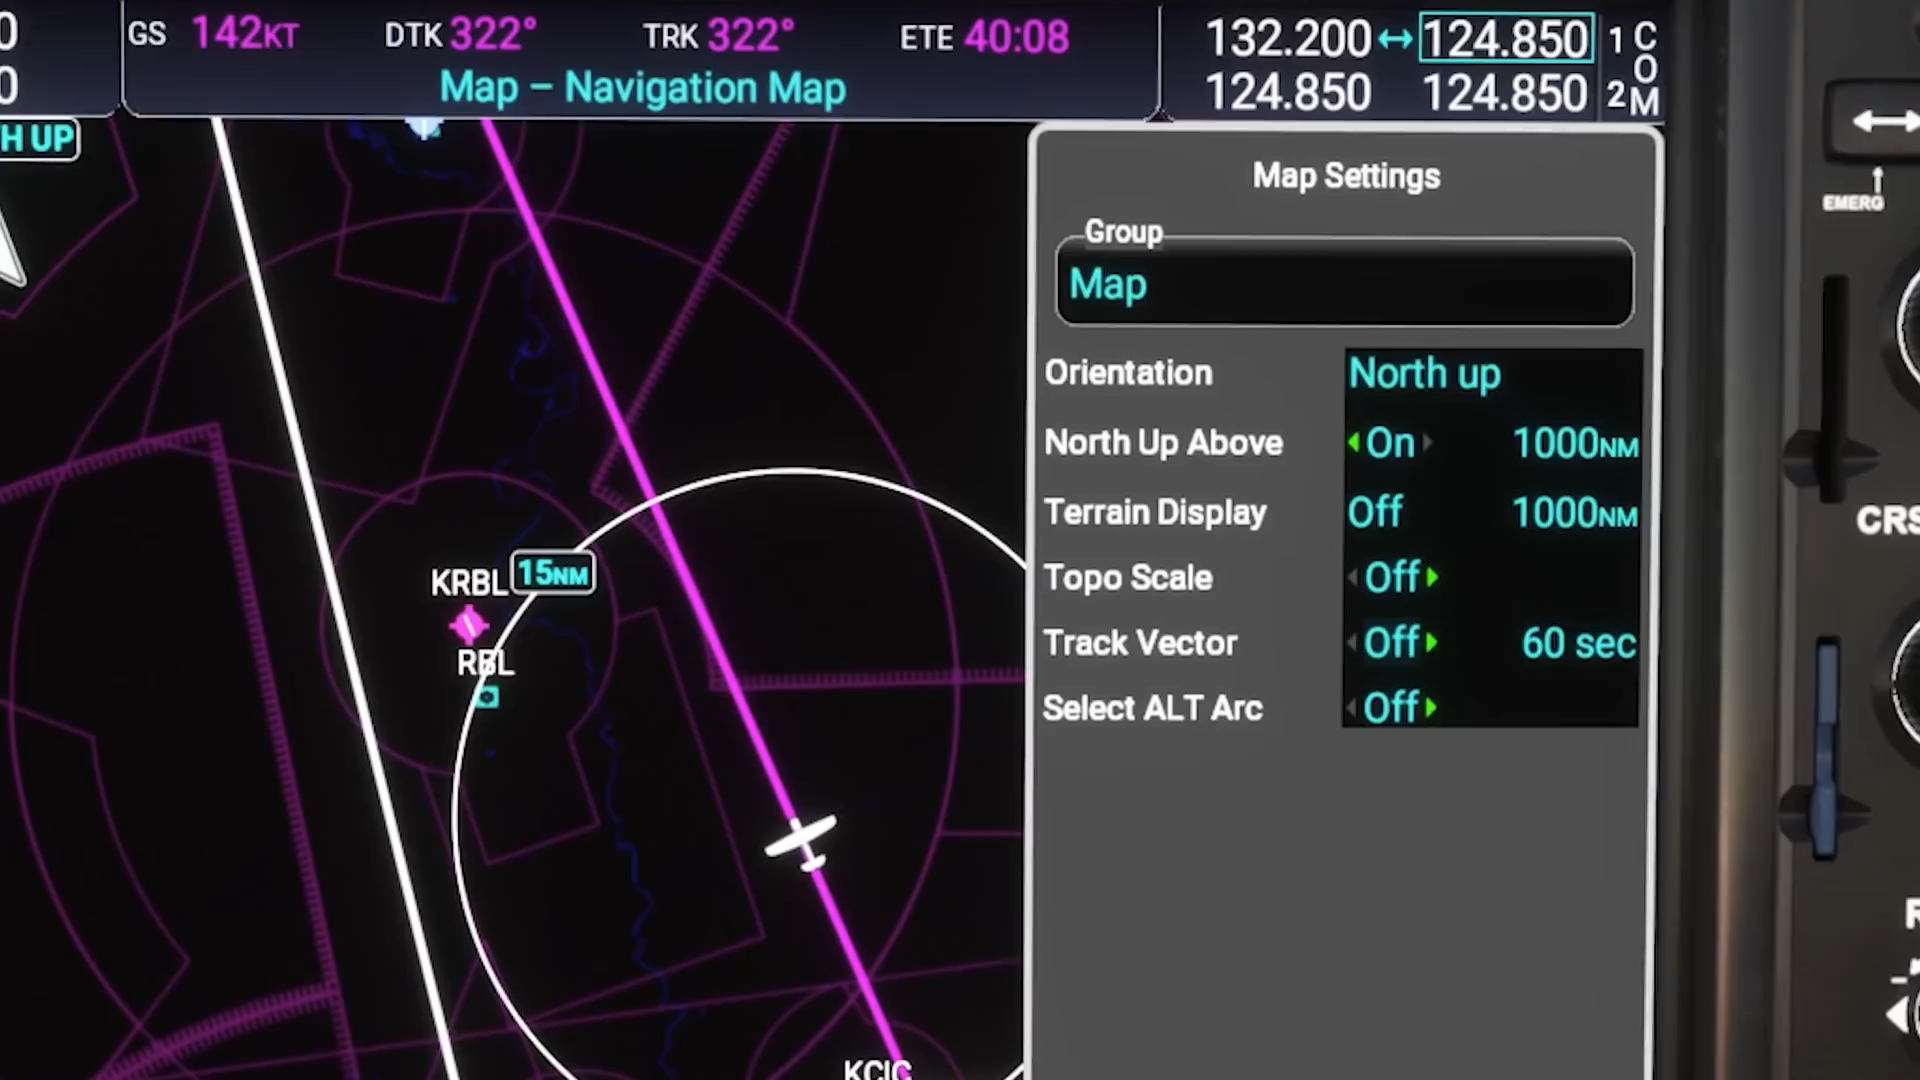 0
0
GS 142KT DTK 322° TRK 322° ETE 40:08
Map – Navigation Map
132.200 ↔ 124.850 1
124.850 124.850 2
COM
H UP
Map Settings
Group
Map
Orientation North up
North Up Above On 1000NM
Terrain Display Off 1000NM
Topo Scale Off
Track Vector Off 60 sec
Select ALT Arc Off
KRBL
15NM
RBL
KCIC
EMERG
CRS